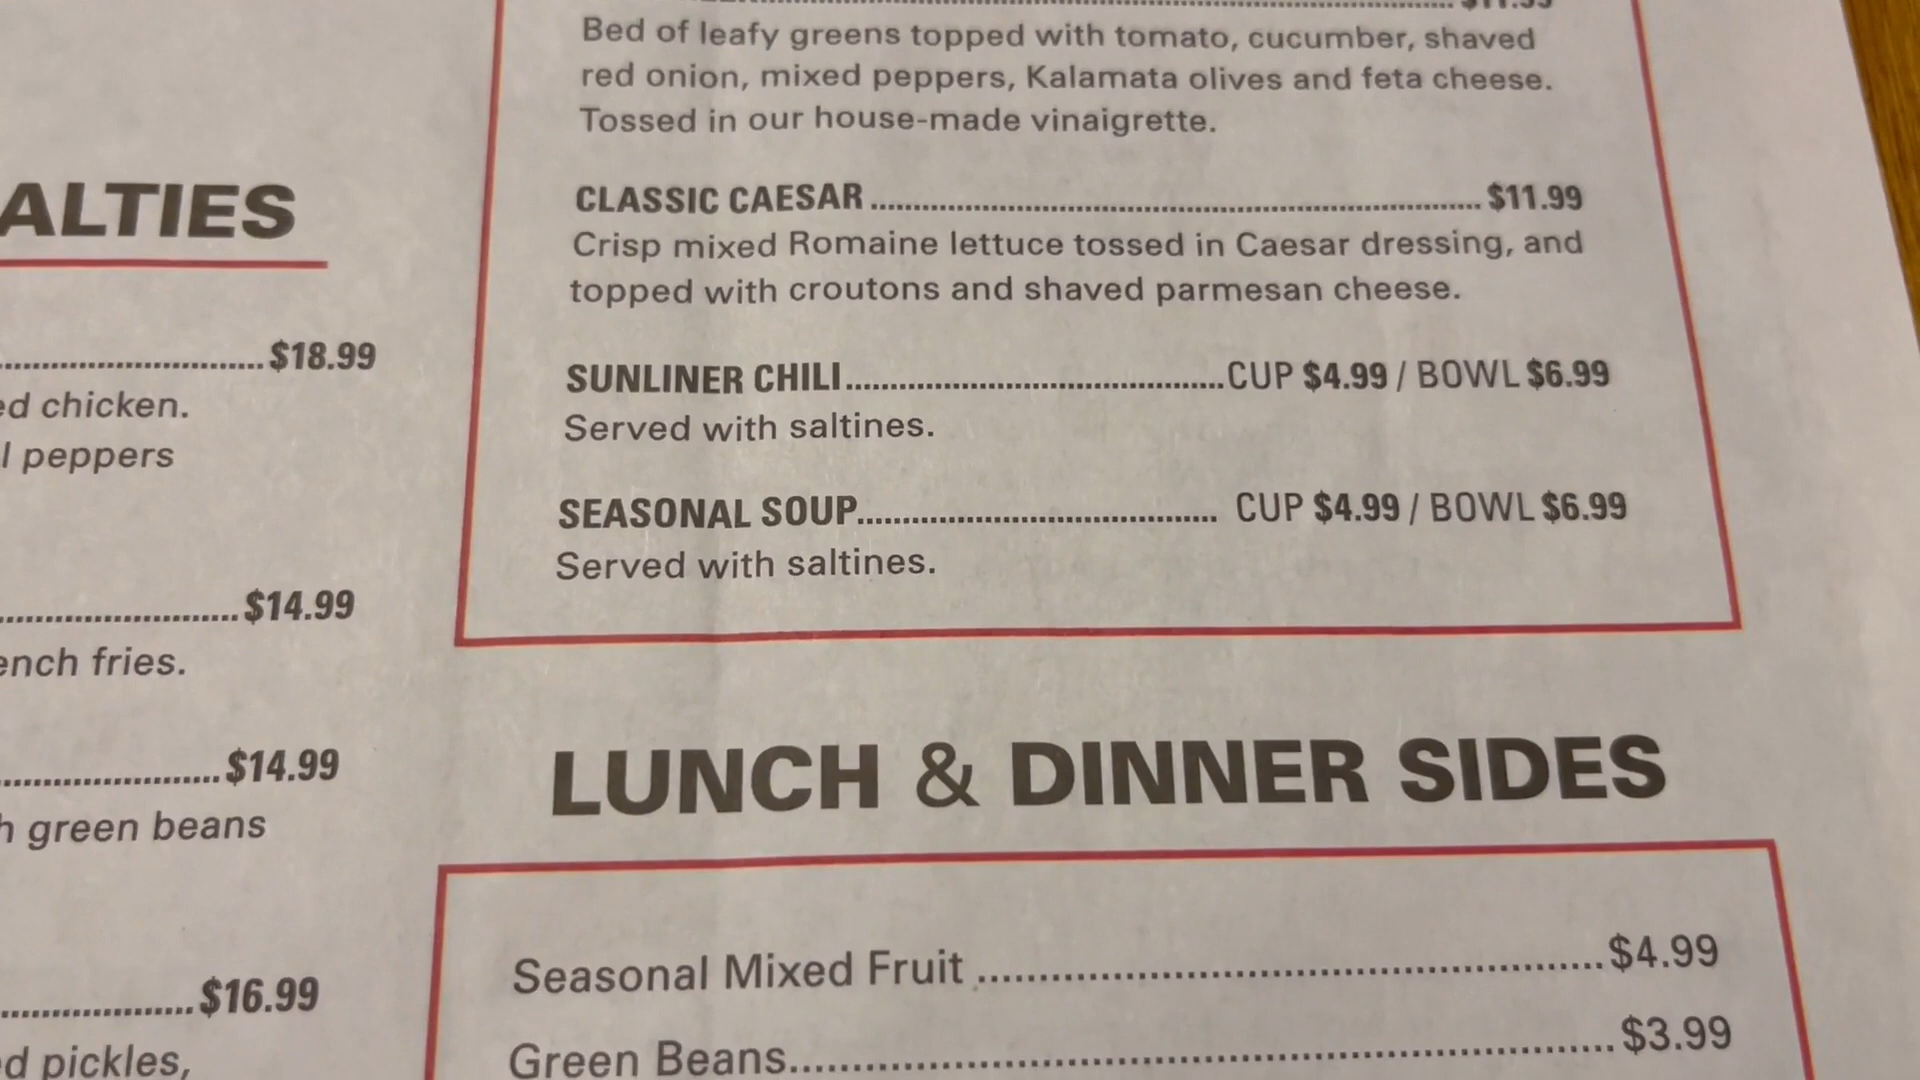 ALTIES
$18.99
ed chicken.
l peppers
$14.99
ench fries.
$14.99
h green beans
$16.99
ed pickles,
Bed of leafy greens topped with tomato, cucumber, shaved
red onion, mixed peppers, Kalamata olives and feta cheese.
Tossed in our house-made vinaigrette.
CLASSIC CAESAR $11.99
Crisp mixed Romaine lettuce tossed in Caesar dressing, and
topped with croutons and shaved parmesan cheese.
SUNLINER CHILI CUP $4.99 / BOWL $6.99
Served with saltines.
SEASONAL SOUP CUP $4.99 / BOWL $6.99
Served with saltines.
LUNCH & DINNER SIDES
Seasonal Mixed Fruit $4.99
Green Beans $3.99